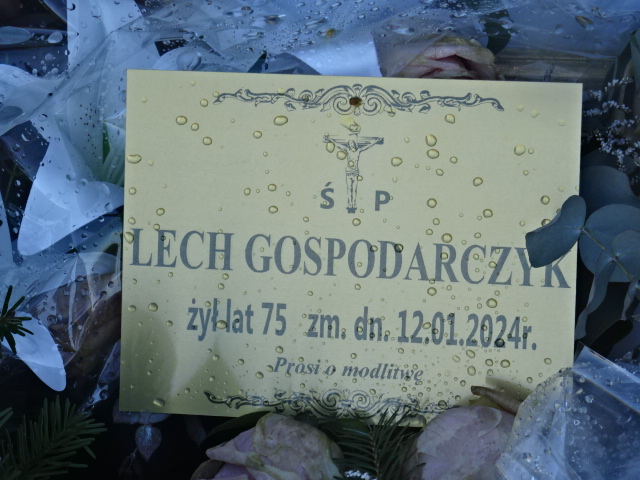 Ś P
LECH GOSPODARCZYK
żył lat 75 zm. dn. 12.01.2024r.
Prosi o modlitwę